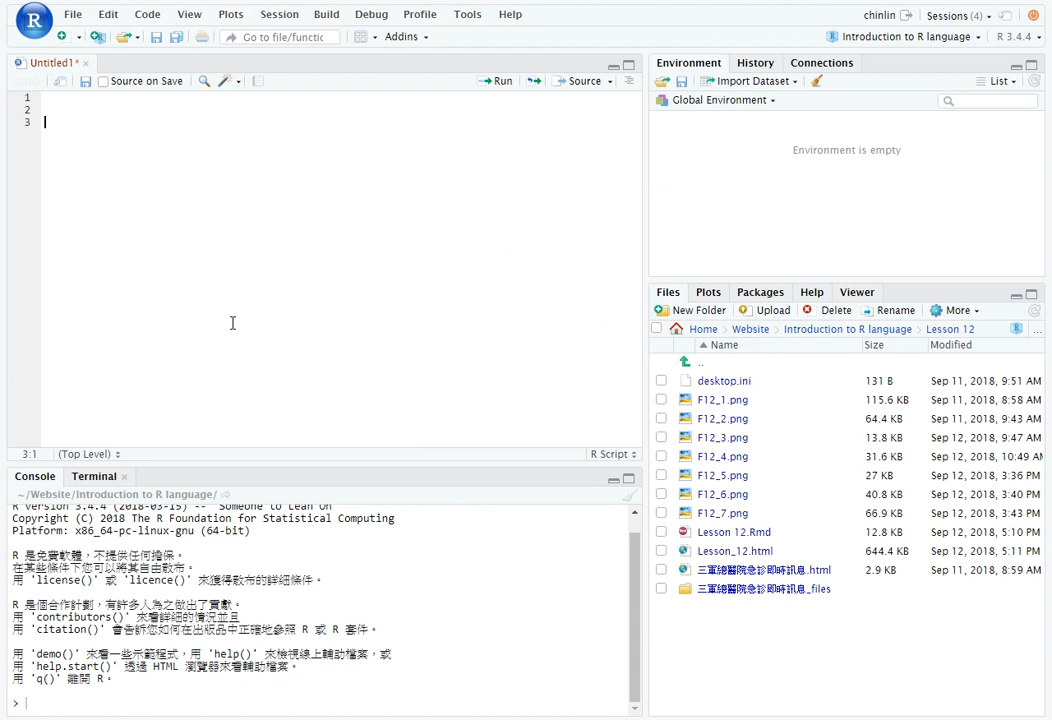 File Edit Code View Plots Session Build Debug Profile Tools Help
chinlin Sessions (4)
Go to file/functic Addins
Introduction to R language R 3.4.4
Untitled1*
Source on Save Run Source
1
2
3
3:1 (Top Level) R Script
Console Terminal
~/Website/Introduction to R language/
R version 3.4.4 (2018-03-15) -- "Someone to Lean On"
Copyright (C) 2018 The R Foundation for Statistical Computing
Platform: x86_64-pc-linux-gnu (64-bit)
R 是免費軟體，不提供任何擔保。
在某些條件下您可以將其自由散布。
用 'license()' 或 'licence()' 來獲得散布的詳細條件。
R 是個合作計劃，有許多人為之做出了貢獻。
用 'contributors()' 來看詳細的情況並且
用 'citation()' 會告訴您如何在出版品中正確地參照 R 或 R 套件。
用 'demo()' 來看一些示範程式，用 'help()' 來檢視線上輔助檔案，或
用 'help.start()' 透過 HTML 瀏覽器來看輔助檔案。
用 'q()' 離開 R。
>
Environment History Connections
Import Dataset List
Global Environment
Environment is empty
Files Plots Packages Help Viewer
New Folder Upload Delete Rename More
Home Website Introduction to R language Lesson 12 ...
Name Size Modified
..
desktop.ini 131 B Sep 11, 2018, 9:51 AM
F12_1.png 115.6 KB Sep 11, 2018, 8:58 AM
F12_2.png 64.4 KB Sep 11, 2018, 9:43 AM
F12_3.png 13.8 KB Sep 12, 2018, 9:47 AM
F12_4.png 31.6 KB Sep 12, 2018, 10:49 AM
F12_5.png 27 KB Sep 12, 2018, 3:36 PM
F12_6.png 40.8 KB Sep 12, 2018, 3:40 PM
F12_7.png 66.9 KB Sep 12, 2018, 3:43 PM
Lesson 12.Rmd 12.8 KB Sep 12, 2018, 5:10 PM
Lesson_12.html 644.4 KB Sep 12, 2018, 5:11 PM
三軍總醫院急診即時訊息.html 2.9 KB Sep 11, 2018, 8:59 AM
三軍總醫院急診即時訊息_files